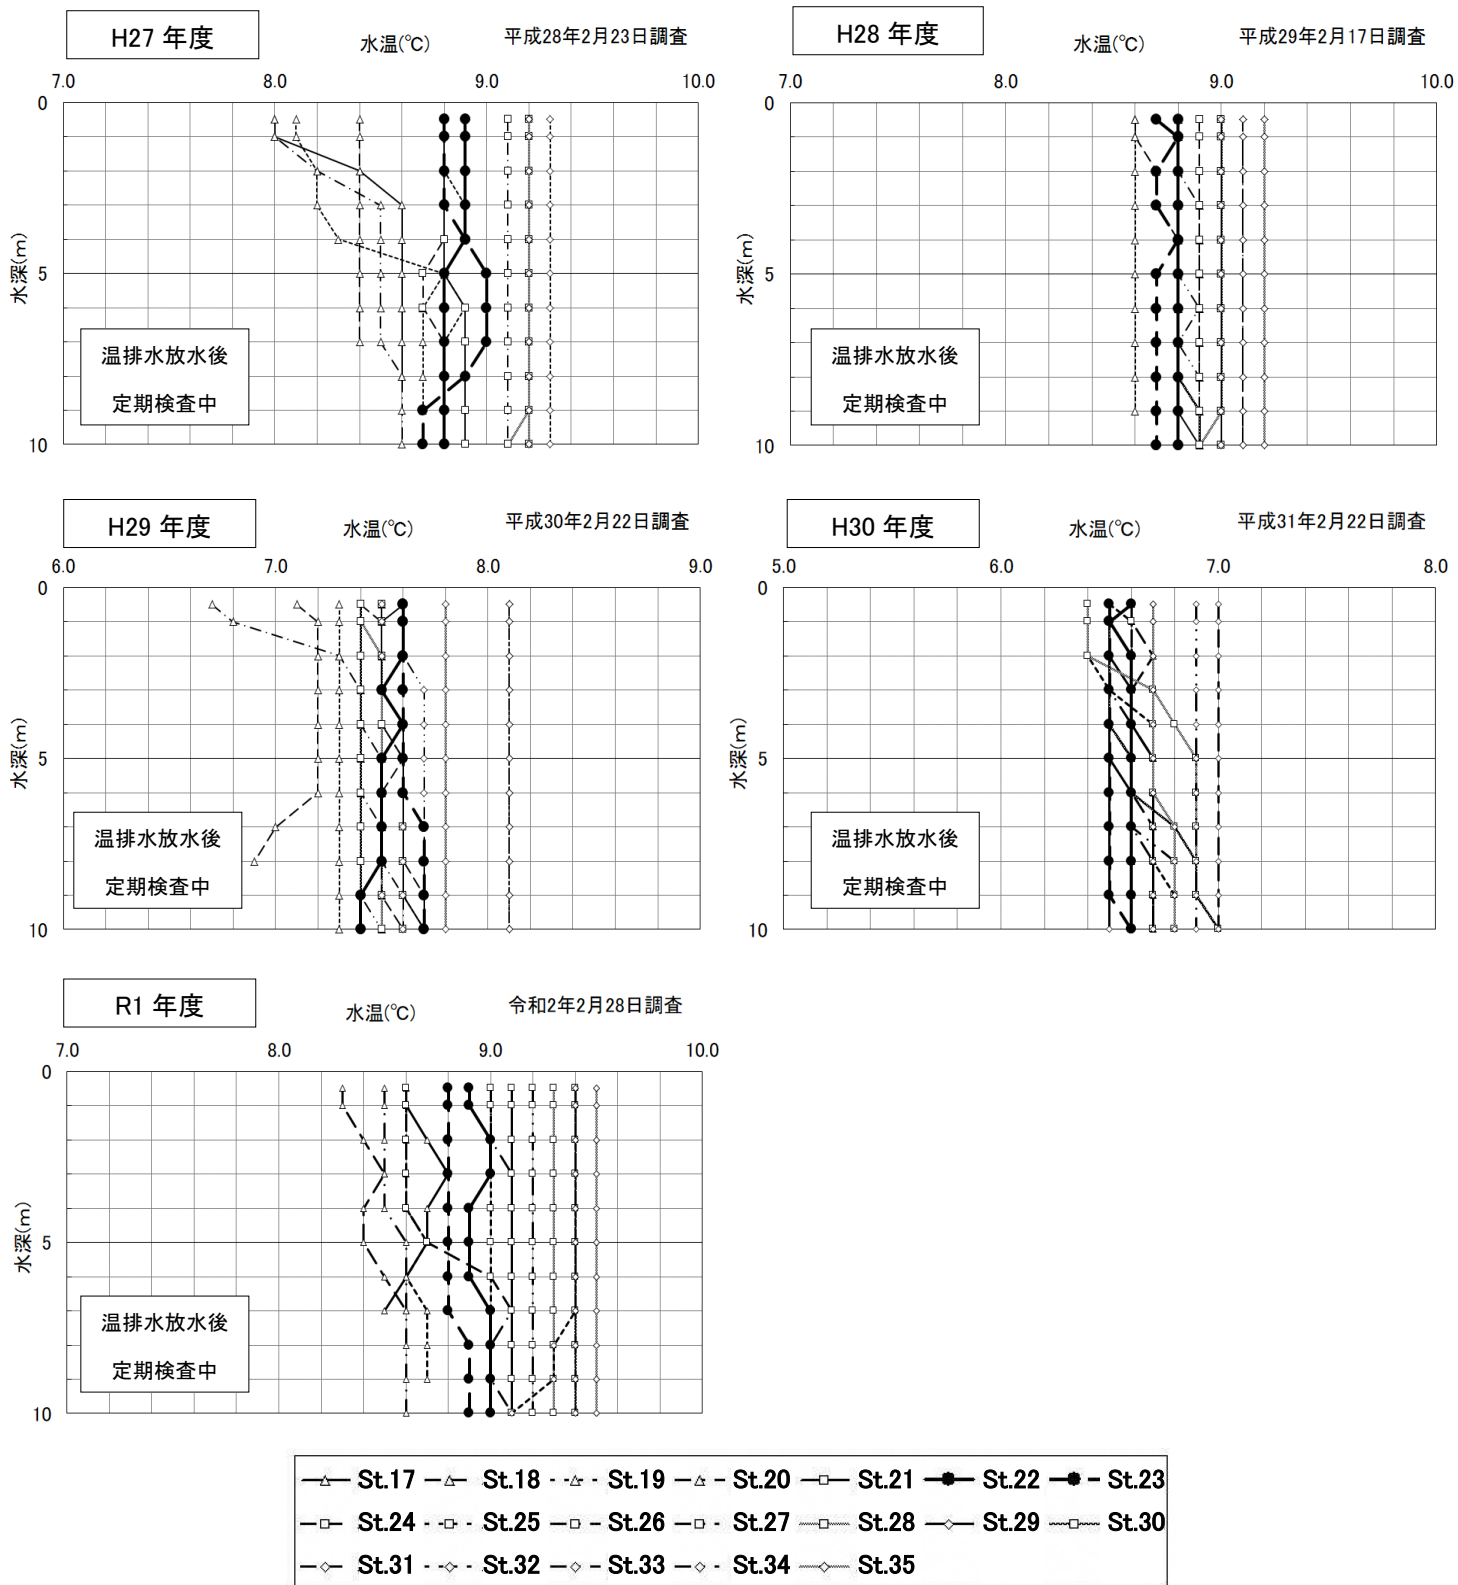 H27 年度
水温(℃)
平成28年2月23日調査
7.0 8.0 9.0 10.0
0
5
10
水深(m)
温排水放水後
定期検査中
H28 年度
水温(℃)
平成29年2月17日調査
7.0 8.0 9.0 10.0
0
5
10
水深(m)
温排水放水後
定期検査中
H29 年度
水温(℃)
平成30年2月22日調査
6.0 7.0 8.0 9.0
0
5
10
水深(m)
温排水放水後
定期検査中
H30 年度
水温(℃)
平成31年2月22日調査
5.0 6.0 7.0 8.0
0
5
10
水深(m)
温排水放水後
定期検査中
R1 年度
水温(℃)
令和2年2月28日調査
7.0 8.0 9.0 10.0
0
5
10
水深(m)
温排水放水後
定期検査中
St.17 St.18 St.19 St.20 St.21 St.22 St.23
St.24 St.25 St.26 St.27 St.28 St.29 St.30
St.31 St.32 St.33 St.34 St.35